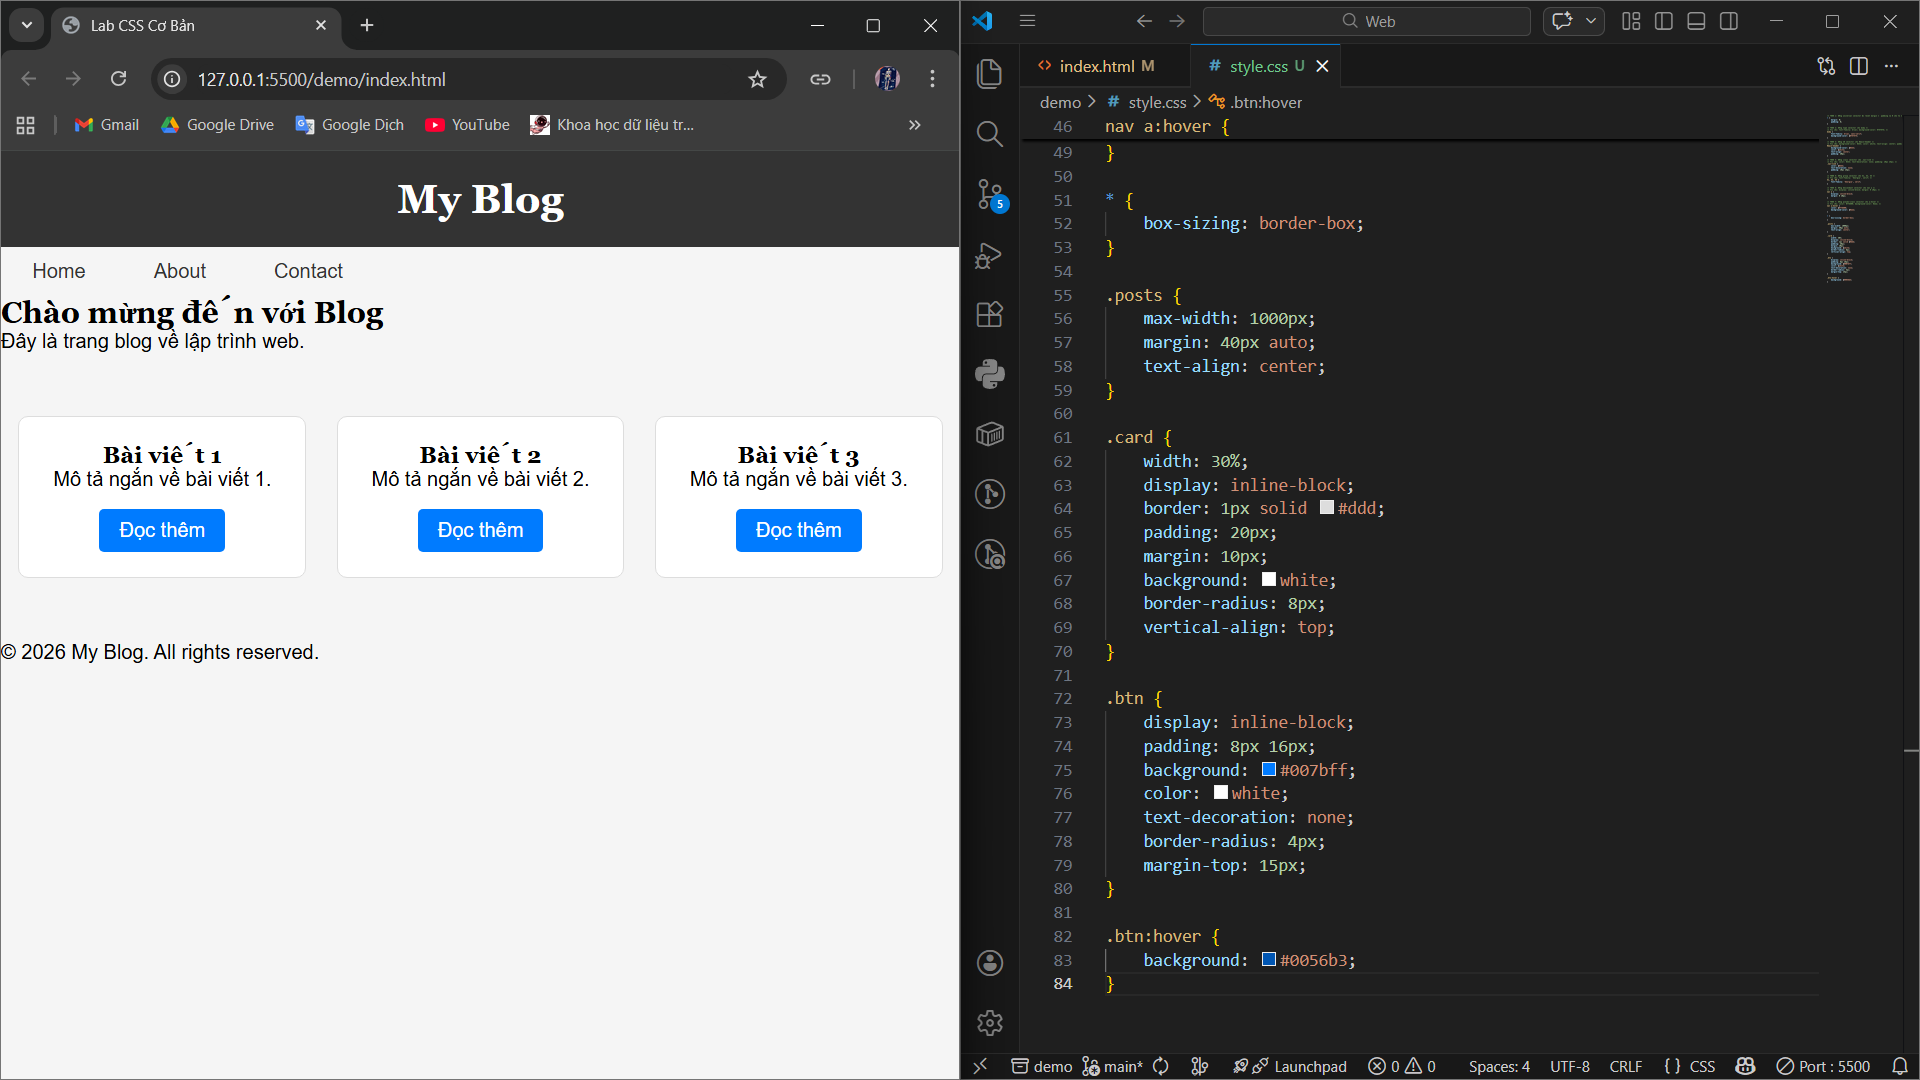 Lab CSS Cơ Bản
127.0.0.1:5500/demo/index.html
Gmail
Google Drive
Google Dịch
YouTube
Khoa học dữ liệu tr...
My Blog
Home
About
Contact
Chào mừng đến với Blog
Đây là trang blog về lập trình web.
Bài viết 1
Mô tả ngắn về bài viết 1.
Đọc thêm
Bài viết 2
Mô tả ngắn về bài viết 2.
Đọc thêm
Bài viết 3
Mô tả ngắn về bài viết 3.
Đọc thêm
© 2026 My Blog. All rights reserved.
Web
index.html M
# style.css U
demo > # style.css > .btn:hover
5
46 nav a:hover {
49 }
50
51 * {
52 box-sizing: border-box;
53 }
54
55 .posts {
56 max-width: 1000px;
57 margin: 40px auto;
58 text-align: center;
59 }
60
61 .card {
62 width: 30%;
63 display: inline-block;
64 border: 1px solid #ddd;
65 padding: 20px;
66 margin: 10px;
67 background: white;
68 border-radius: 8px;
69 vertical-align: top;
70 }
71
72 .btn {
73 display: inline-block;
74 padding: 8px 16px;
75 background: #007bff;
76 color: white;
77 text-decoration: none;
78 border-radius: 4px;
79 margin-top: 15px;
80 }
81
82 .btn:hover {
83 background: #0056b3;
84 }
demo main* Launchpad 0 0 Spaces: 4 UTF-8 CRLF { } CSS Port : 5500